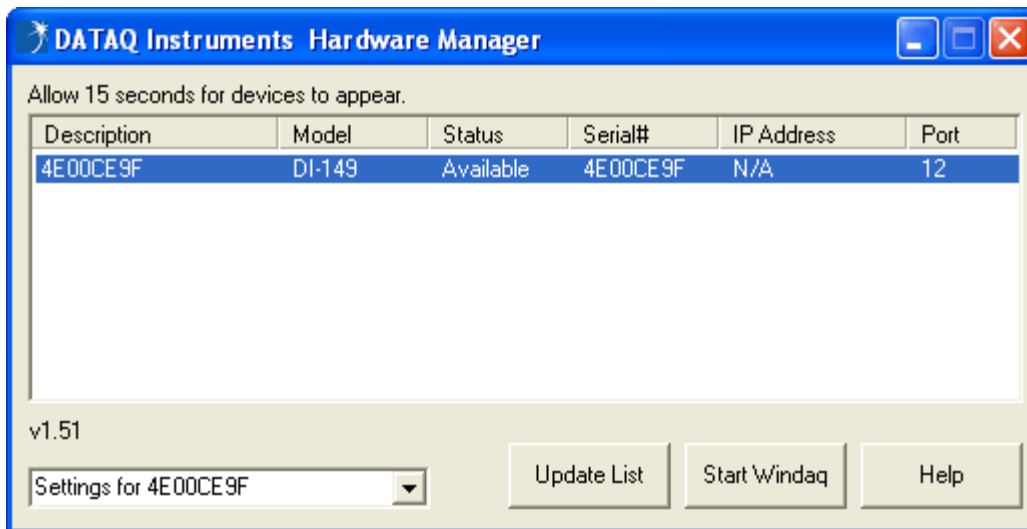 DATAQ Instruments  Hardware Manager
Allow 15 seconds for devices to appear.
Description Model Status Serial# IP Address Port
4E00CE9F DI-149 Available 4E00CE9F N/A 12
v1.51
Settings for 4E00CE9F Update List Start Windaq Help